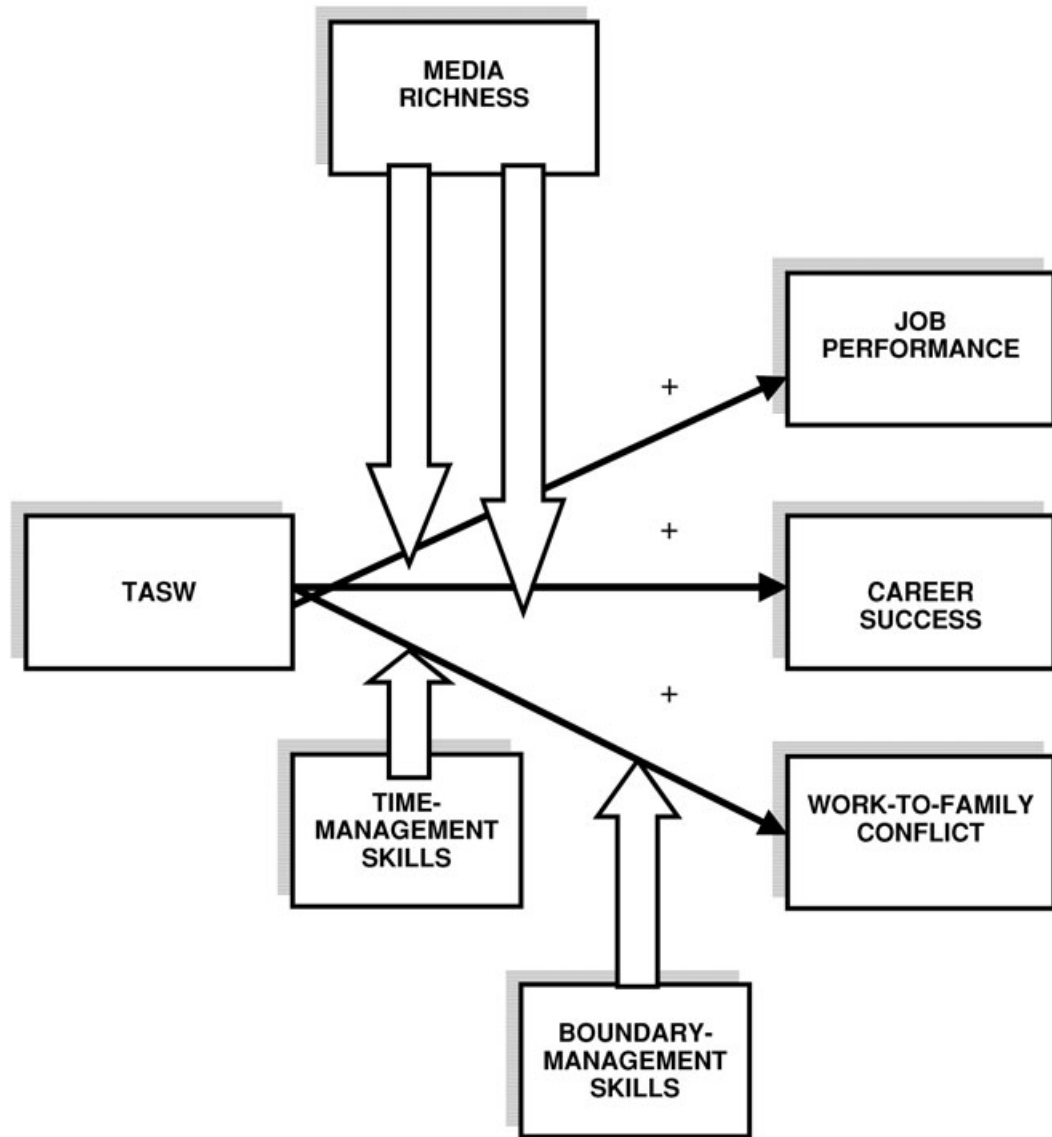 MEDIA
RICHNESS
JOB
PERFORMANCE
+
TASW
+
CAREER
SUCCESS
+
TIME-
MANAGEMENT
SKILLS
WORK-TO-FAMILY
CONFLICT
BOUNDARY-
MANAGEMENT
SKILLS